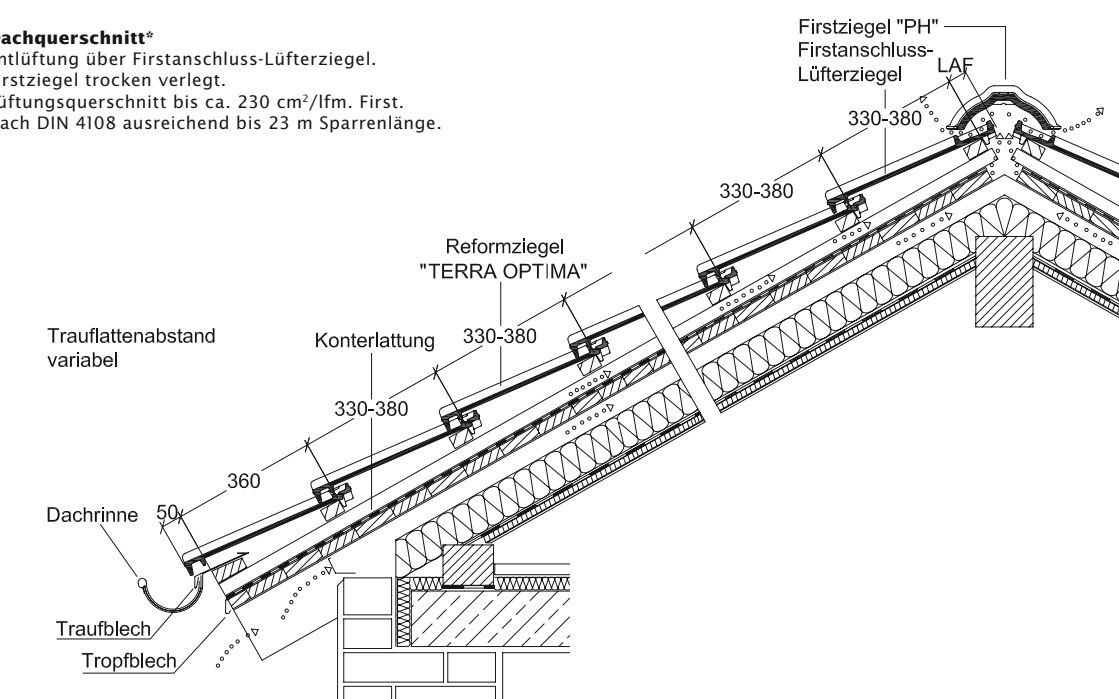 achquerschnitt*
ntlüftung über Firstanschluss-Lüfterziegel.
rstziegel trocken verlegt.
üftungsquerschnitt bis ca. 230 cm²/lfm. First.
ach DIN 4108 ausreichend bis 23 m Sparrenlänge.
Firstziegel "PH"
Firstanschluss-
Lüfterziegel
LAF
330-380
330-380
Reformziegel
"TERRA OPTIMA"
330-380
Trauflattenabstand
variabel
Konterlattung
330-380
360
50
Dachrinne
Traufblech
Tropfblech